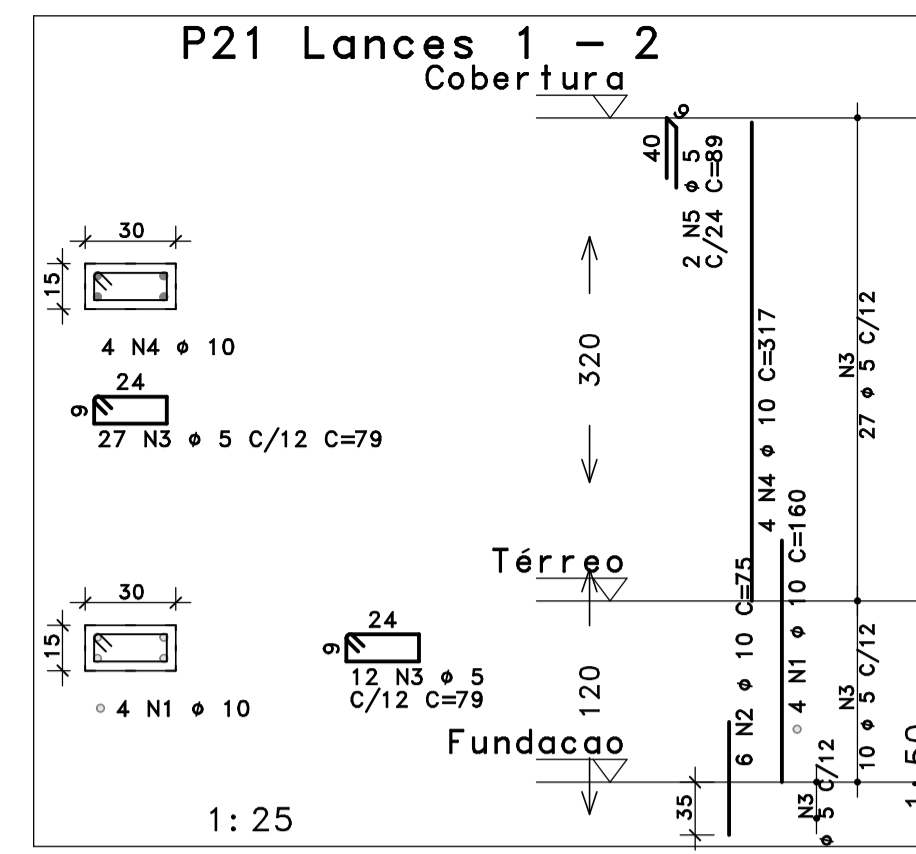 P21 Lances 1 – 2
Cobertura
6
40
2 N5 ø 5
C/24 C=89
30
15
4 N4 ø 10
24
9
27 N3 ø 5 C/12 C=79
320
4 N4 ø 10 C=317
N3
27 ø 5 C/12
Térreo
30
15
4 N1 ø 10
24
9
12 N3 ø 5
C/12 C=79
120
6 N2 ø 10 C=75
4 N1 ø 10 C=160
N3
10 ø 5 C/12
Fundacao
35
N3
ø 5 C/12
1:25